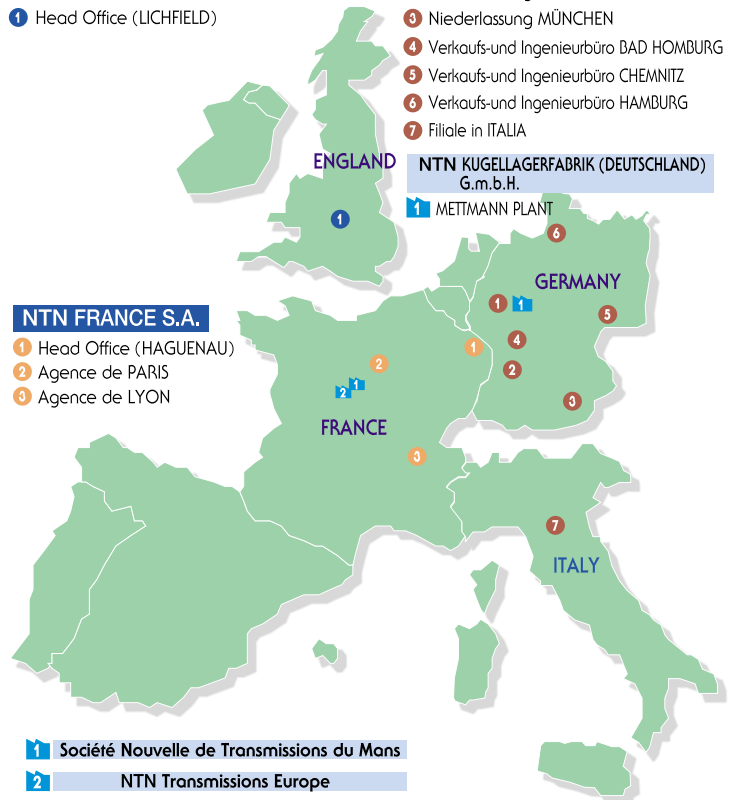 1 Head Office (LICHFIELD)
3 Niederlassung MÜNCHEN
4 Verkaufs-und Ingenieurbüro BAD HOMBURG
5 Verkaufs-und Ingenieurbüro CHEMNITZ
6 Verkaufs-und Ingenieurbüro HAMBURG
7 Filiale in ITALIA
NTN KUGELLAGERFABRIK (DEUTSCHLAND)
G.m.b.H.
1 METTMANN PLANT
ENGLAND
1
6
GERMANY
1 1
5
4
2
3
NTN FRANCE S.A.
1 Head Office (HAGUENAU)
2 Agence de PARIS
3 Agence de LYON
1
2
1
2
FRANCE
3
7
ITALY
1 Société Nouvelle de Transmissions du Mans
2 NTN Transmissions Europe